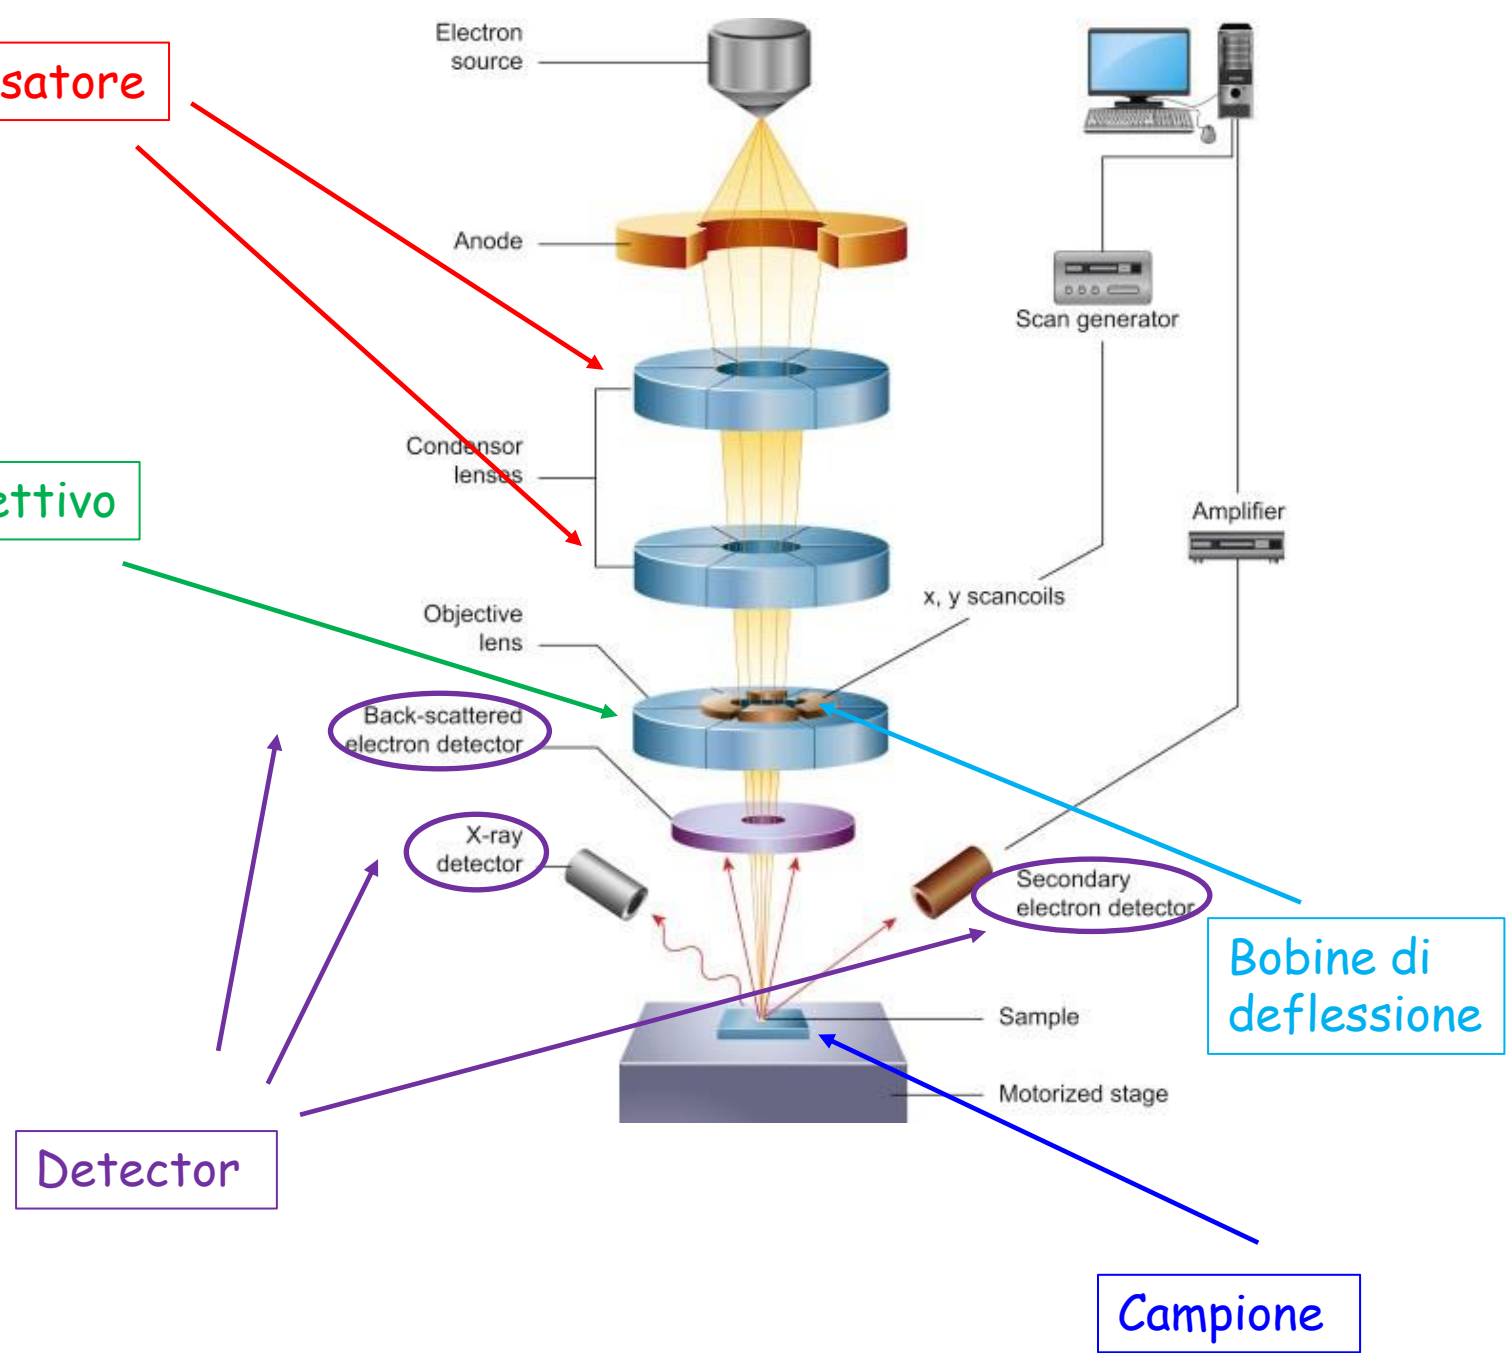 Electron
source
satore
Anode
Scan generator
Condensor
lenses
ettivo
Amplifier
x, y scancoils
Objective
lens
Back-scattered
electron detector
X-ray
detector
Secondary
electron detector
Bobine di
deflessione
Sample
Motorized stage
Detector
Campione